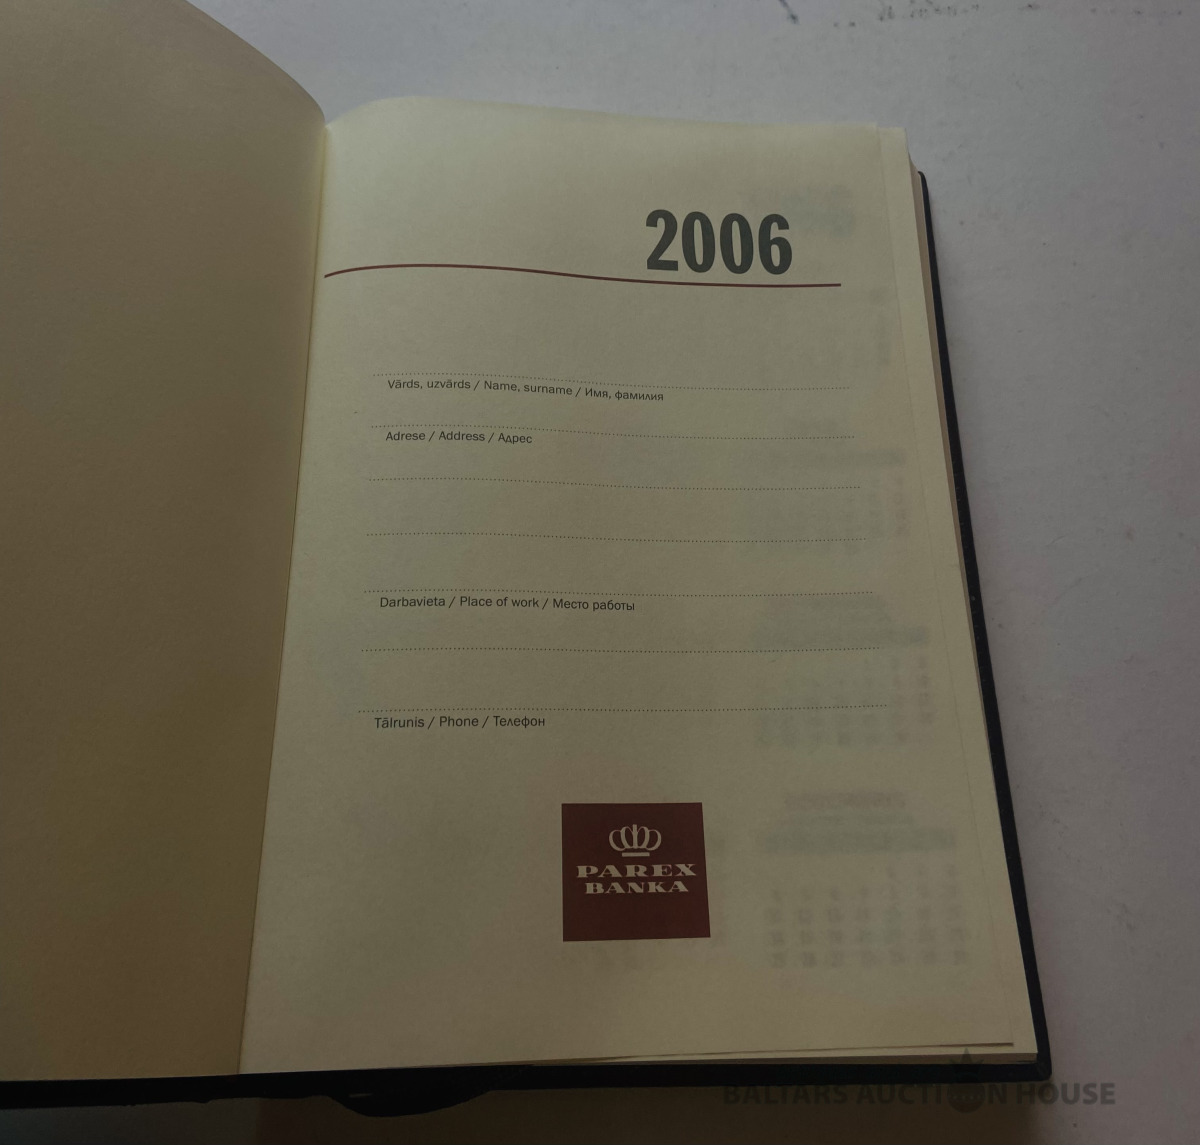 2006
Vārds, uzvārds / Name, surname / Имя, фамилия
Adrese / Address / Адрес
Darbavieta / Place of work / Место работы
Tālrunis / Phone / Телефон
PAREX
BANKA
BALTARS AUCTION HOUSE